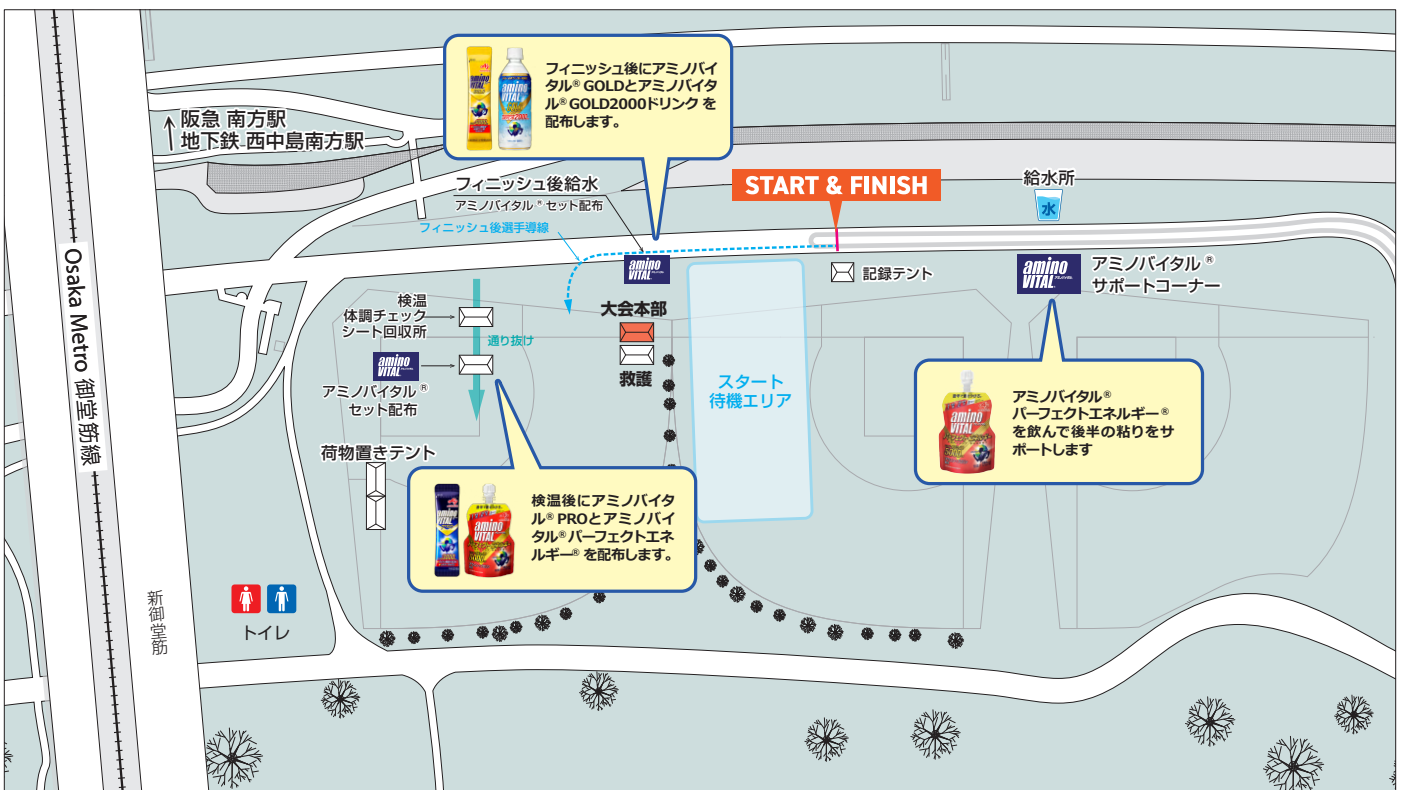 フィニッシュ後にアミノバイ
タル® GOLDとアミノバイタ
ル® GOLD2000ドリンク を
配布します。
amino
VITAL
↑ 阪急 南方駅
地下鉄 西中島南方駅
フィニッシュ後給水
アミノバイタル® セット配布
フィニッシュ後選手導線
START & FINISH
給水所
水
amino
VITAL
記録テント
amino
VITAL
アミノバイタル®
サポートコーナー
Osaka Metro 御堂筋線
検温
体調チェック
シート回収所
通り抜け
大会本部
救護
amino
VITAL
アミノバイタル®
セット配布
スタート
待機エリア
アミノバイタル®
パーフェクトエネルギー®
を飲んで後半の粘りをサ
ポートします
amino
VITAL
荷物置きテント
検温後にアミノバイタ
ル® PROとアミノバイ
タル® パーフェクトエネ
ルギー® を配布します。
amino
VITAL
トイレ
新御堂筋